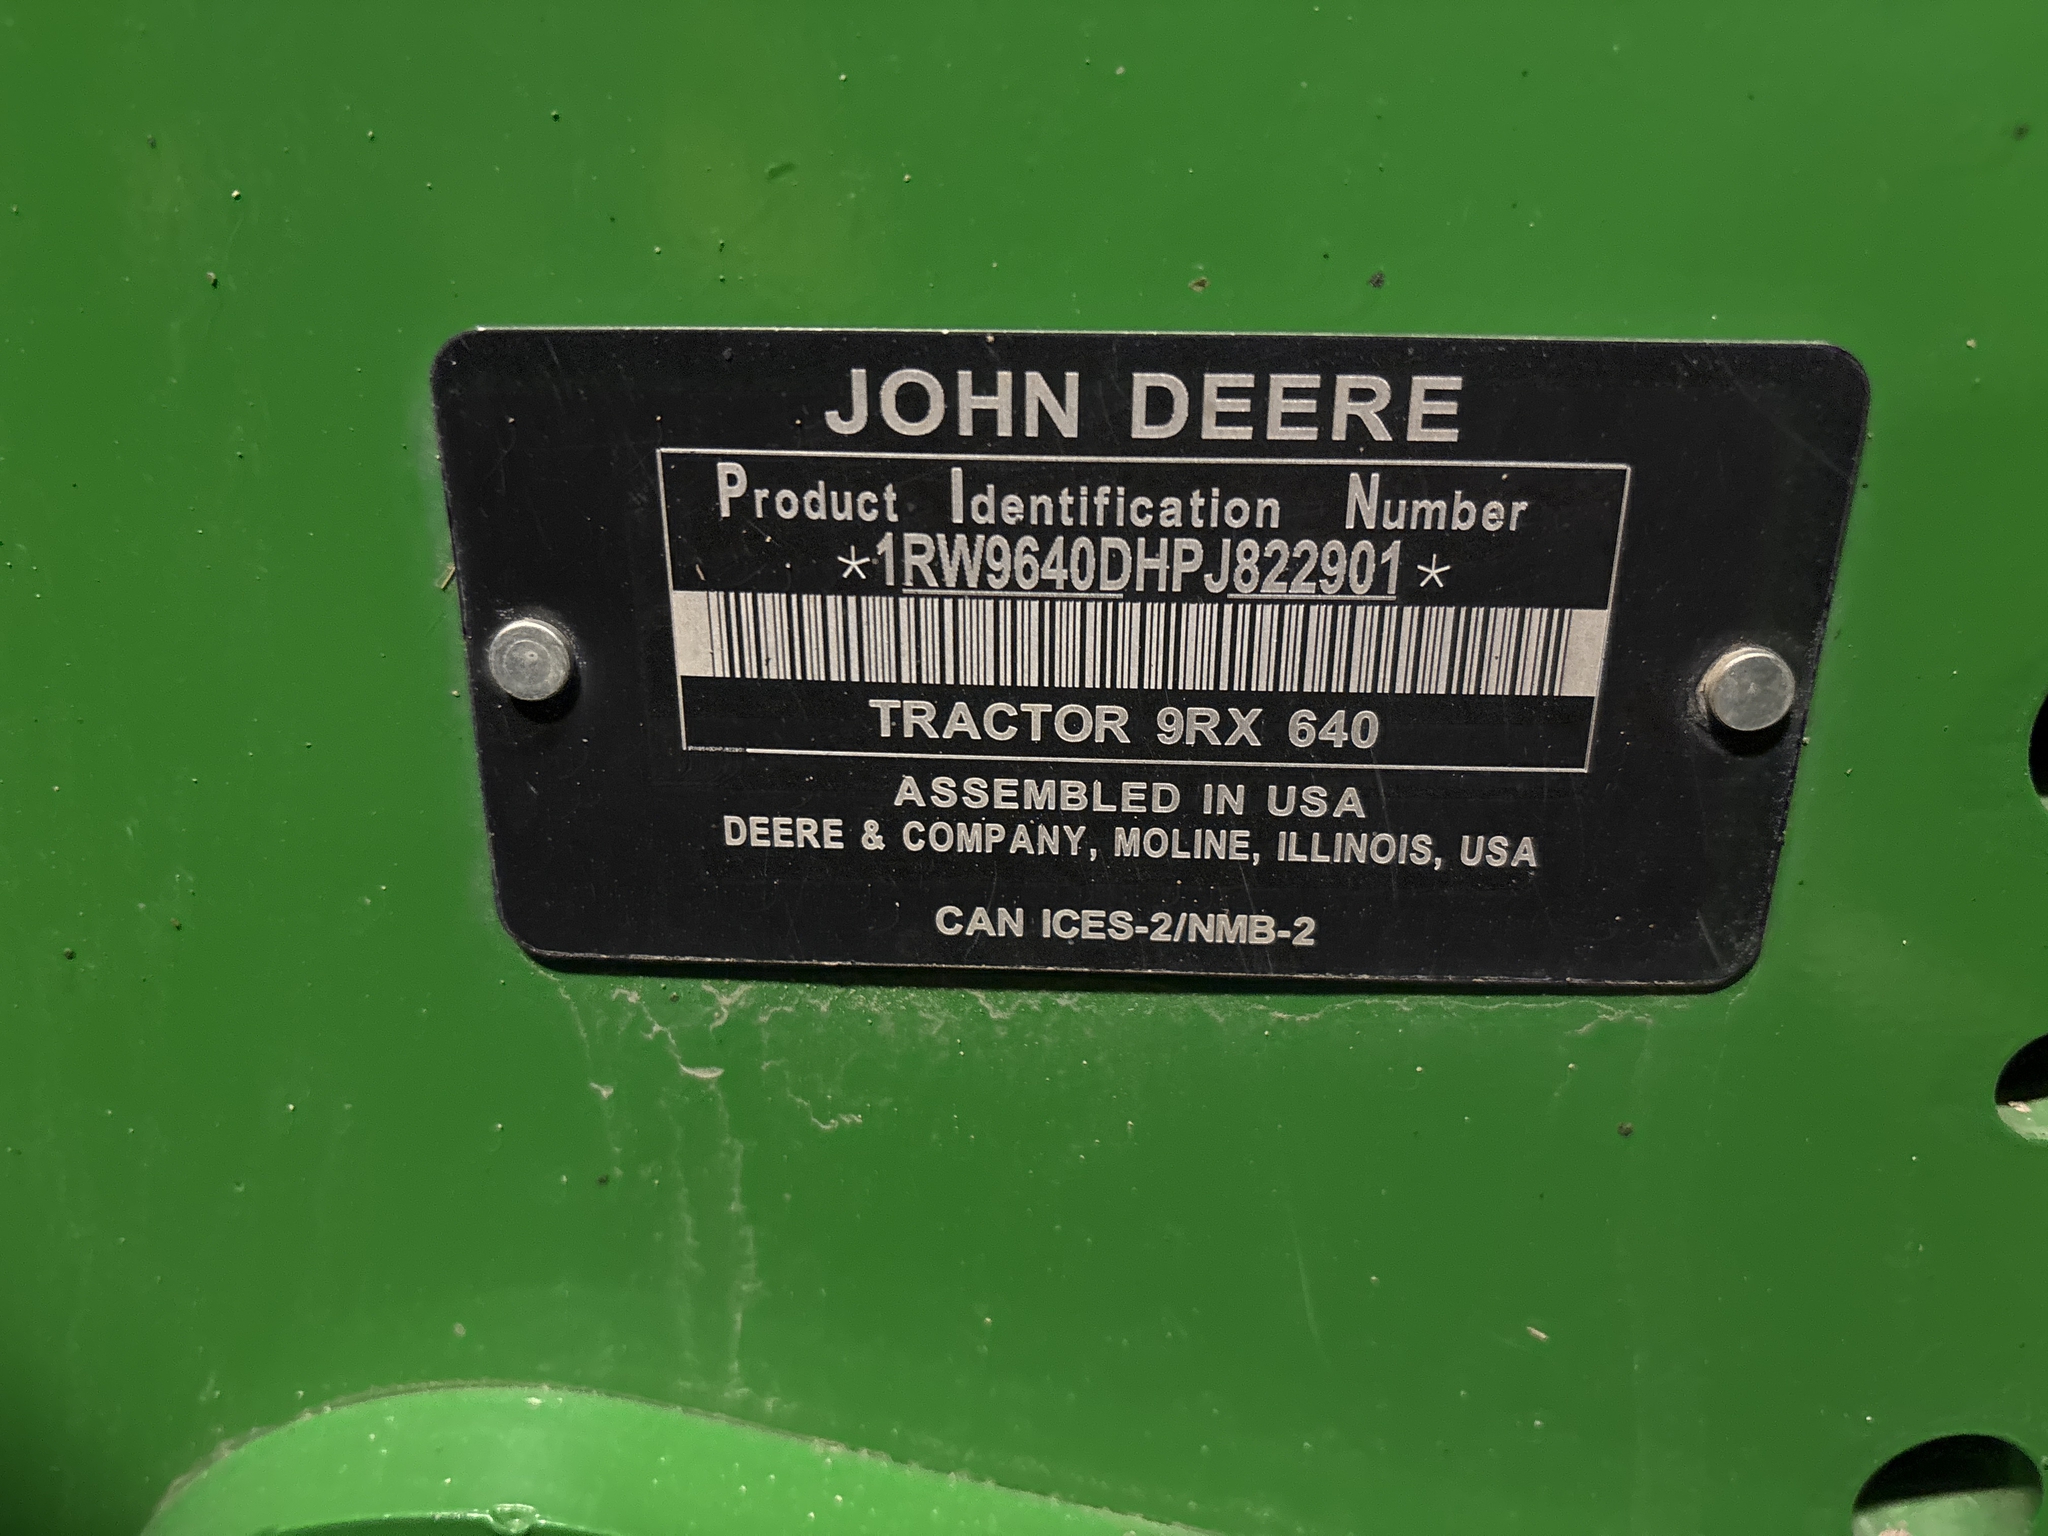 JOHN DEERE
Product Identification Number
*1RW9640DHPJ822901*
TRACTOR 9RX 640
ASSEMBLED IN USA
DEERE & COMPANY, MOLINE, ILLINOIS, USA
CAN ICES-2/NMB-2